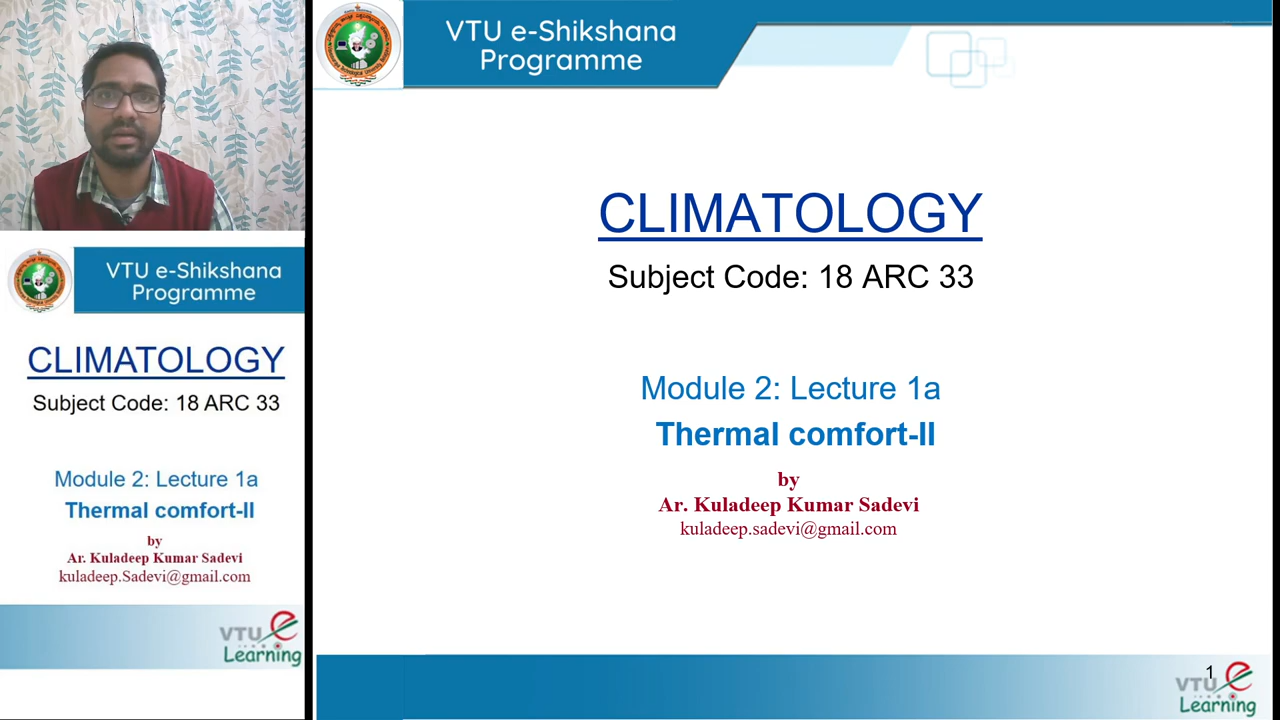 VTU e-Shikshana
Programme
CLIMATOLOGY
Subject Code: 18 ARC 33
Module 2: Lecture 1a
Thermal comfort-II
by
Ar. Kuladeep Kumar Sadevi
kuladeep.Sadevi@gmail.com
VTU e
Learning
VTU e-Shikshana
Programme
CLIMATOLOGY
Subject Code: 18 ARC 33
Module 2: Lecture 1a
Thermal comfort-II
by
Ar. Kuladeep Kumar Sadevi
kuladeep.sadevi@gmail.com
1
VTU e
Learning